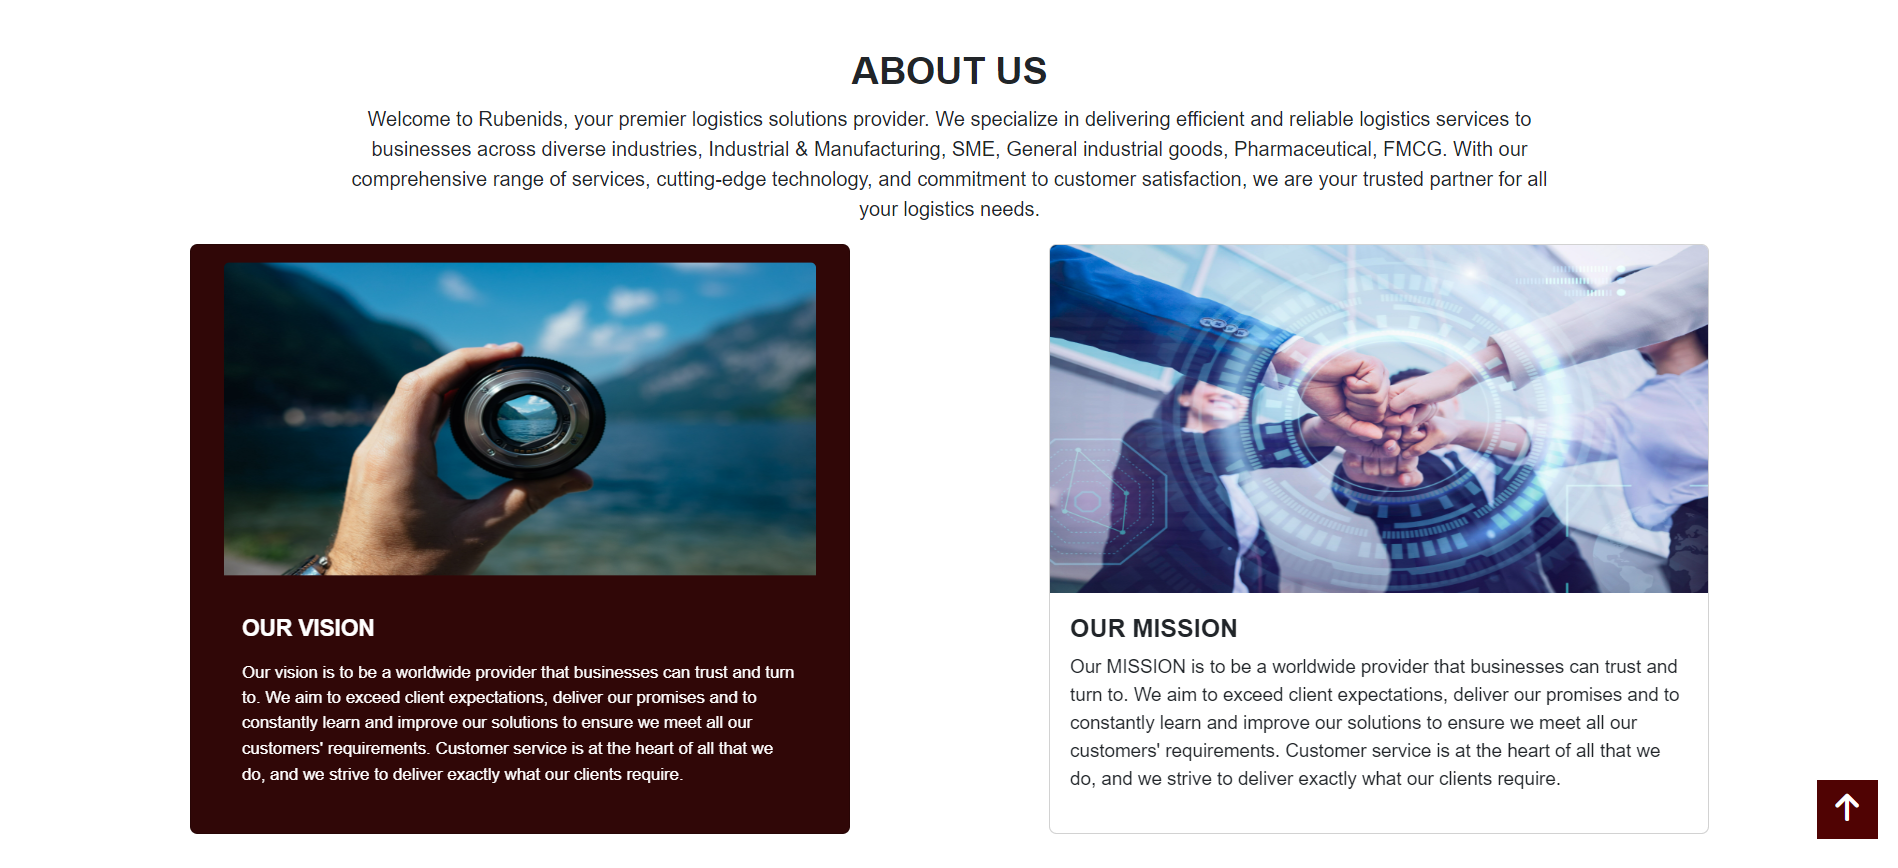 ABOUT US
Welcome to Rubenids, your premier logistics solutions provider. We specialize in delivering efficient and reliable logistics services to
businesses across diverse industries, Industrial & Manufacturing, SME, General industrial goods, Pharmaceutical, FMCG. With our
comprehensive range of services, cutting-edge technology, and commitment to customer satisfaction, we are your trusted partner for all
your logistics needs.
OUR VISION
Our vision is to be a worldwide provider that businesses can trust and turn
to. We aim to exceed client expectations, deliver our promises and to
constantly learn and improve our solutions to ensure we meet all our
customers' requirements. Customer service is at the heart of all that we
do, and we strive to deliver exactly what our clients require.
OUR MISSION
Our MISSION is to be a worldwide provider that businesses can trust and
turn to. We aim to exceed client expectations, deliver our promises and to
constantly learn and improve our solutions to ensure we meet all our
customers' requirements. Customer service is at the heart of all that we
do, and we strive to deliver exactly what our clients require.